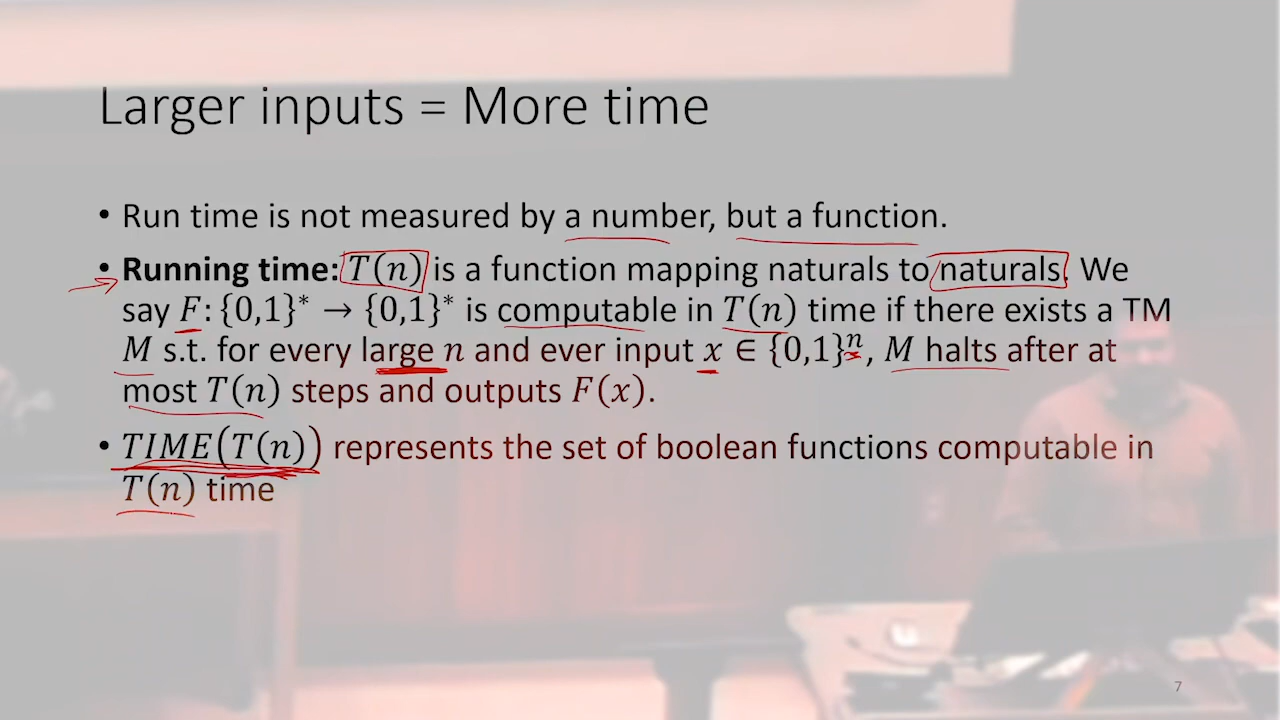 Larger inputs = More time
• Run time is not measured by a number, but a function.
• Running time: T(n) is a function mapping naturals to naturals. We
say F: {0,1}* → {0,1}* is computable in T(n) time if there exists a TM
M s.t. for every large n and ever input x ∈ {0,1}ⁿ, M halts after at
most T(n) steps and outputs F(x).
• TIME(T(n)) represents the set of boolean functions computable in
T(n) time
7